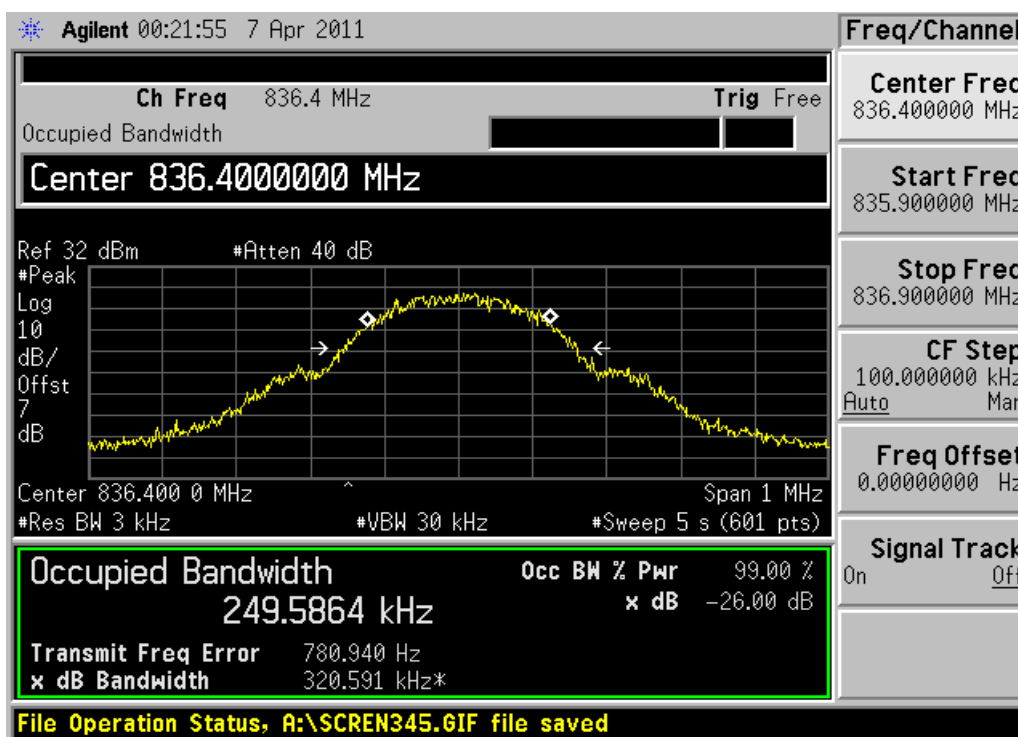 Agilent 00:21:55 7 Apr 2011
Freq/Channel
Ch Freq 836.4 MHz
Trig Free
Occupied Bandwidth
Center 836.4000000 MHz
Ref 32 dBm
#Atten 40 dB
#Peak
Log
10
dB/
Offst
7
dB
Center 836.400 0 MHz
^
Span 1 MHz
#Res BW 3 kHz
#VBW 30 kHz
#Sweep 5 s (601 pts)
Occupied Bandwidth
249.5864 kHz
Occ BW % Pwr 99.00 %
x dB -26.00 dB
Transmit Freq Error 780.940 Hz
x dB Bandwidth 320.591 kHz*
Center Freq
836.400000 MHz
Start Freq
835.900000 MHz
Stop Freq
836.900000 MHz
CF Step
100.000000 kHz
Auto Man
Freq Offset
0.00000000 Hz
Signal Track
On Off
File Operation Status, A:\SCREN345.GIF file saved